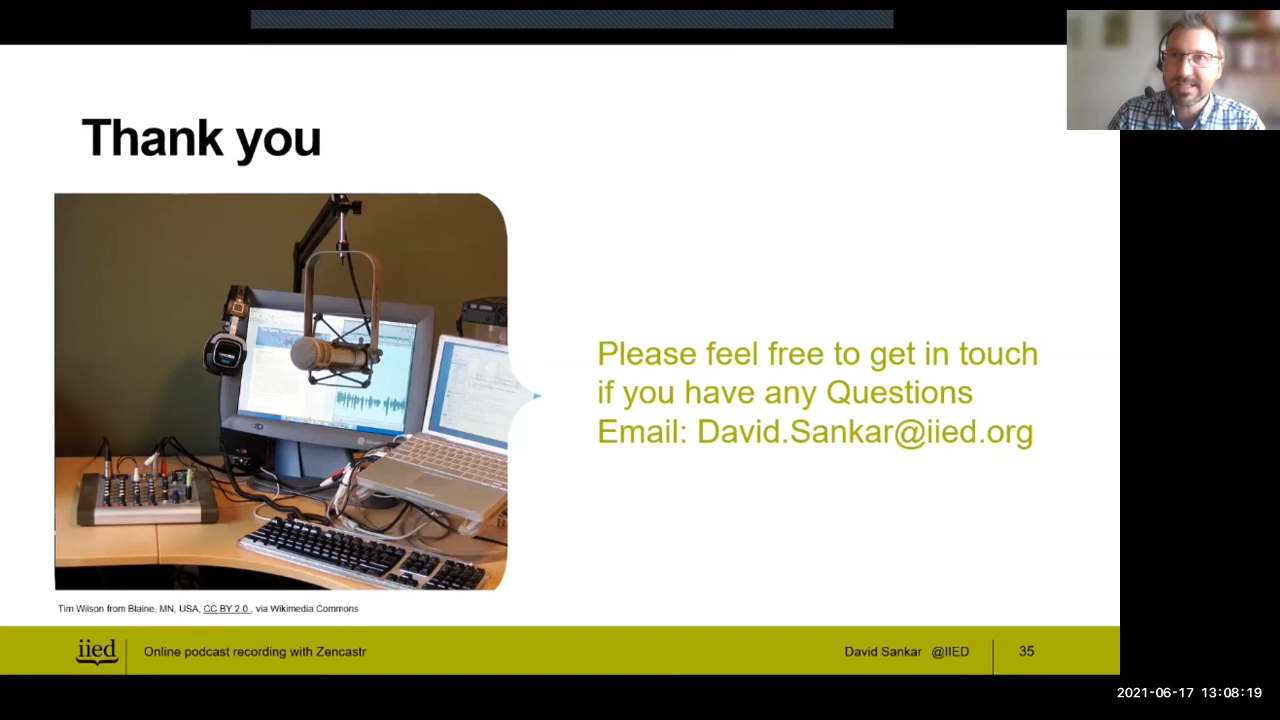 Thank you
Please feel free to get in touch
if you have any Questions
Email: David.Sankar@iied.org
Tim Wilson from Blaine, MN, USA, CC BY 2.0 , via Wikimedia Commons
iied
Online podcast recording with Zencastr
David Sankar @IIED
35
2021-06-17 13:08:19